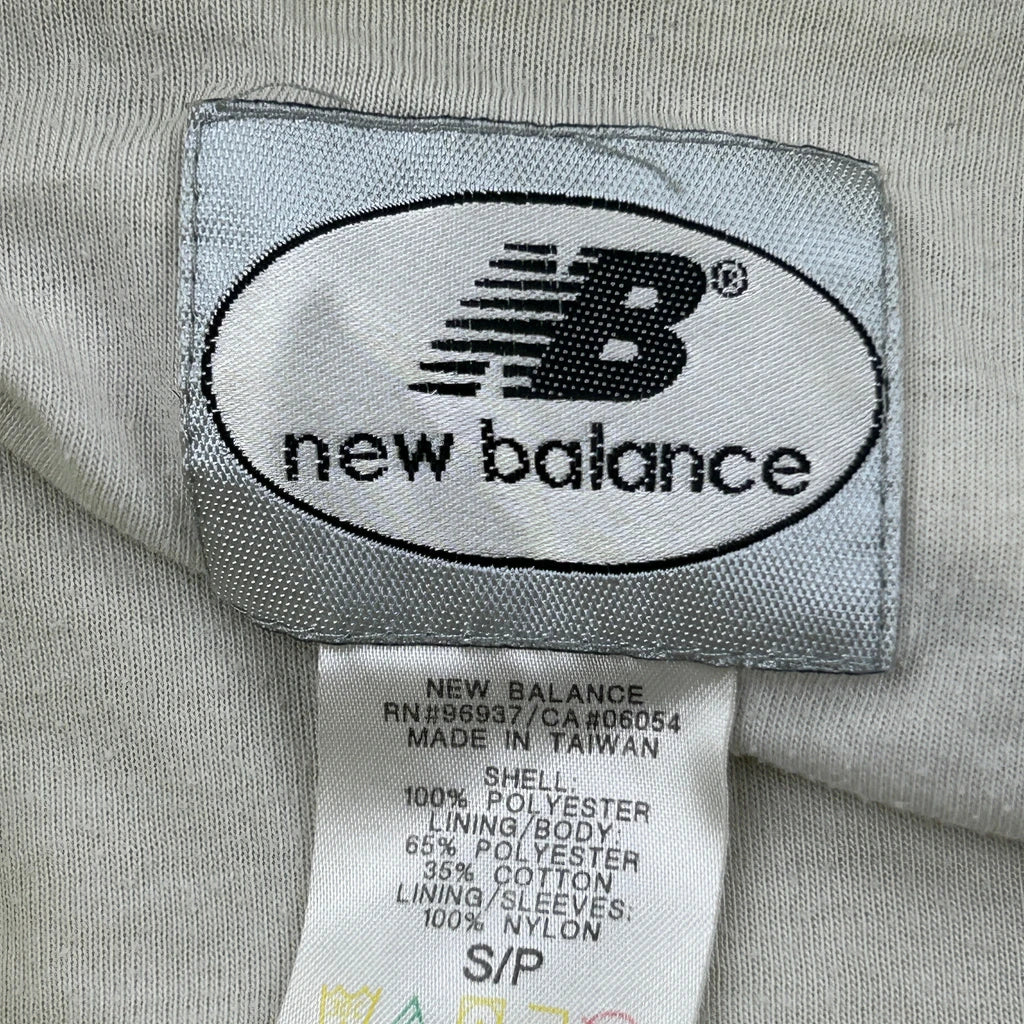 NB®
new balance
NEW BALANCE
RN#96937/CA#06054
MADE IN TAIWAN
SHELL:
100% POLYESTER
LINING/BODY:
65% POLYESTER
35% COTTON
LINING/SLEEVES:
100% NYLON
S/P